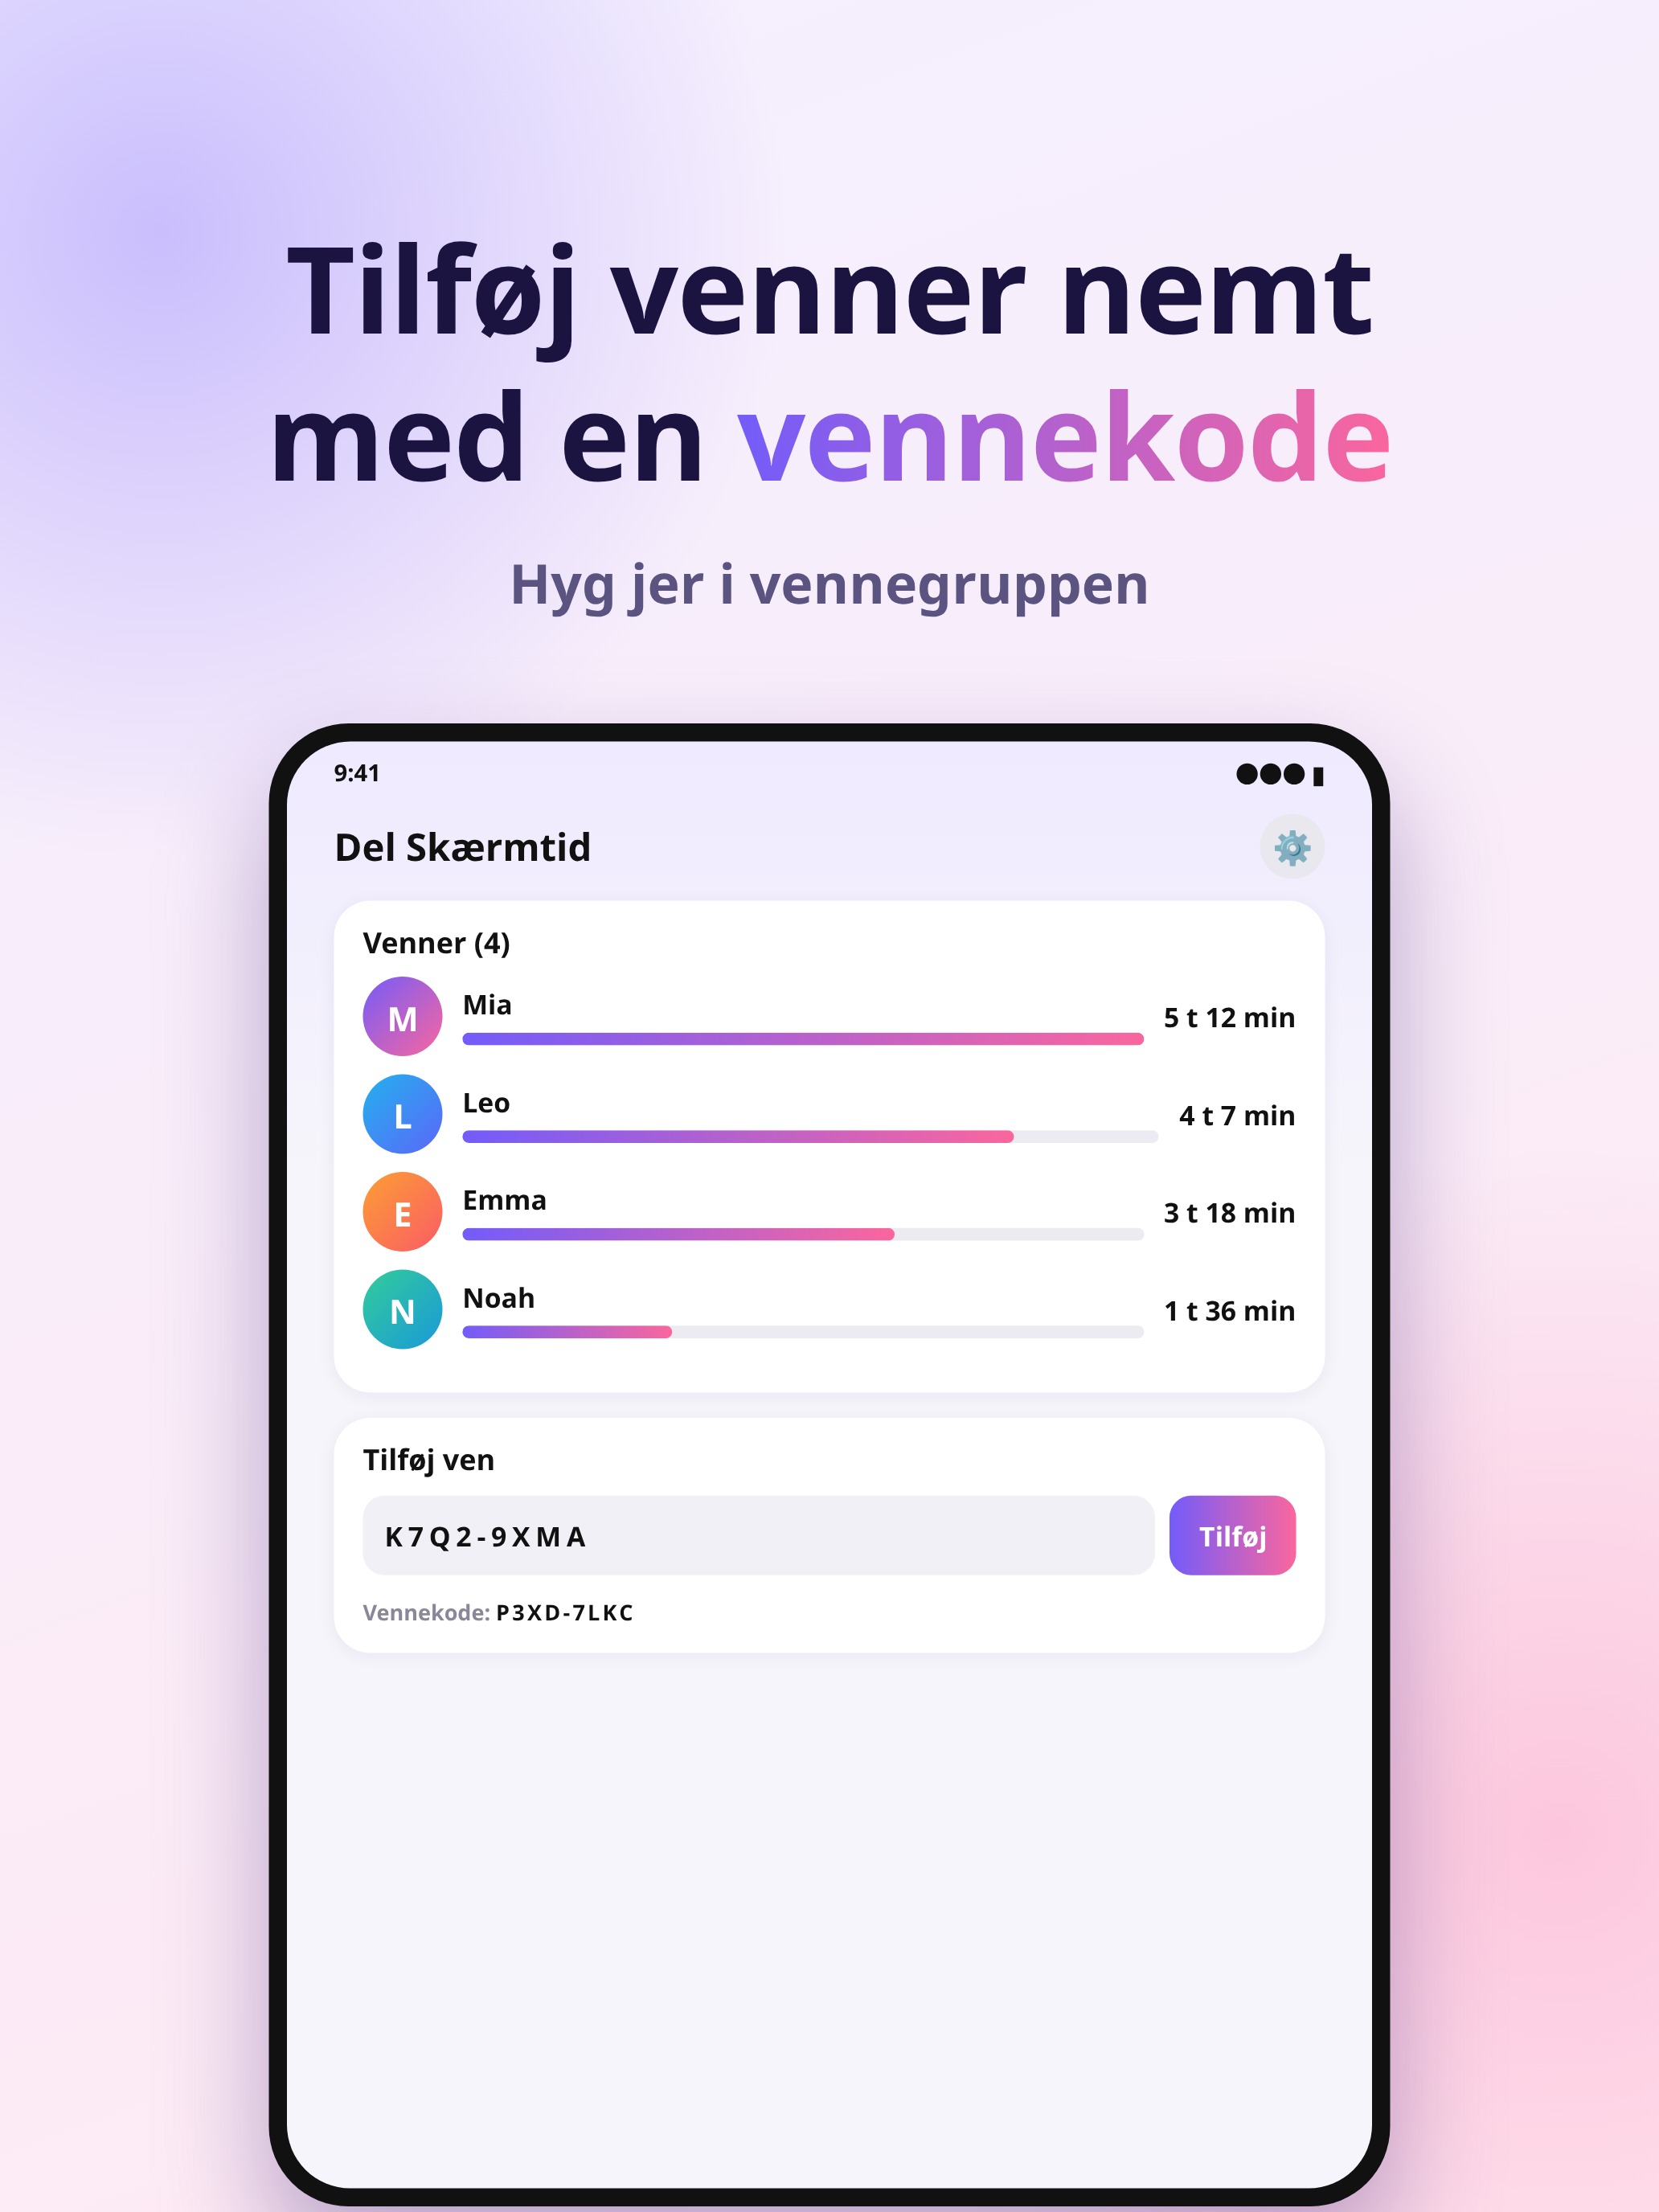 Tilføj venner nemt
med en vennekode
Hyg jer i vennegruppen
9:41
Del Skærmtid
Venner (4)
M
Mia
5 t 12 min
L
Leo
4 t 7 min
E
Emma
3 t 18 min
N
Noah
1 t 36 min
Tilføj ven
K7Q2-9XMA
Tilføj
Vennekode: P3XD-7LKC